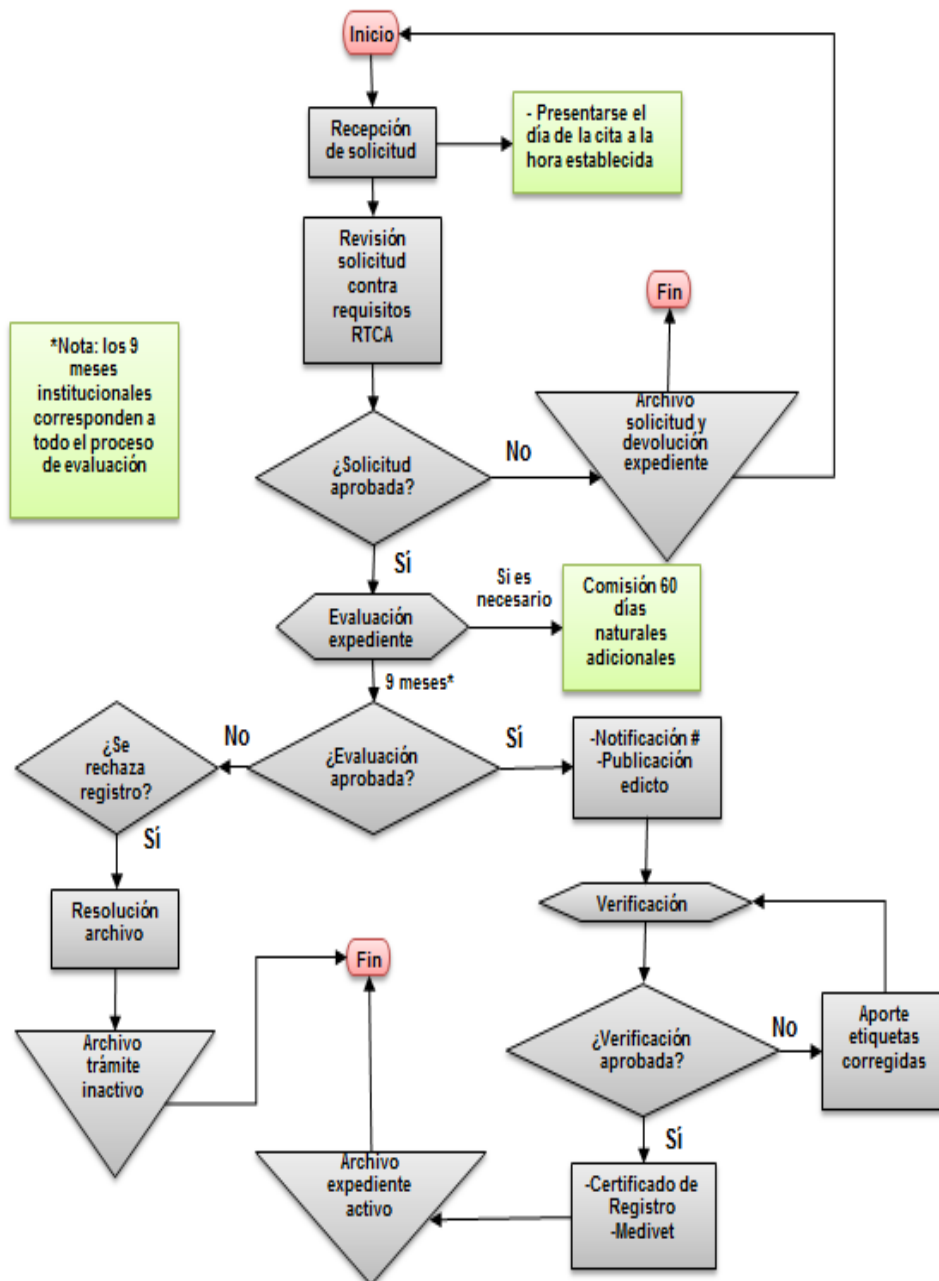 Inicio
Recepción
de solicitud
- Presentarse el
día de la cita a la
hora establecida
Revisión
solicitud
contra
requisitos
RTCA
Fin
*Nota: los 9
meses
institucionales
corresponden a
todo el proceso
de evaluación
Archivo
solicitud y
devolución
expediente
¿Solicitud
aprobada?
No
Sí
Si es
necesario
Comisión 60
días
naturales
adicionales
Evaluación
expediente
9 meses*
¿Se
rechaza
registro?
No
¿Evaluación
aprobada?
Sí
-Notificación #
-Publicación
edicto
Sí
Resolución
archivo
Verificación
Fin
Archivo
trámite
inactivo
¿Verificación
aprobada?
No
Aporte
etiquetas
corregidas
Sí
Archivo
expediente
activo
-Certificado de
Registro
-Medivet